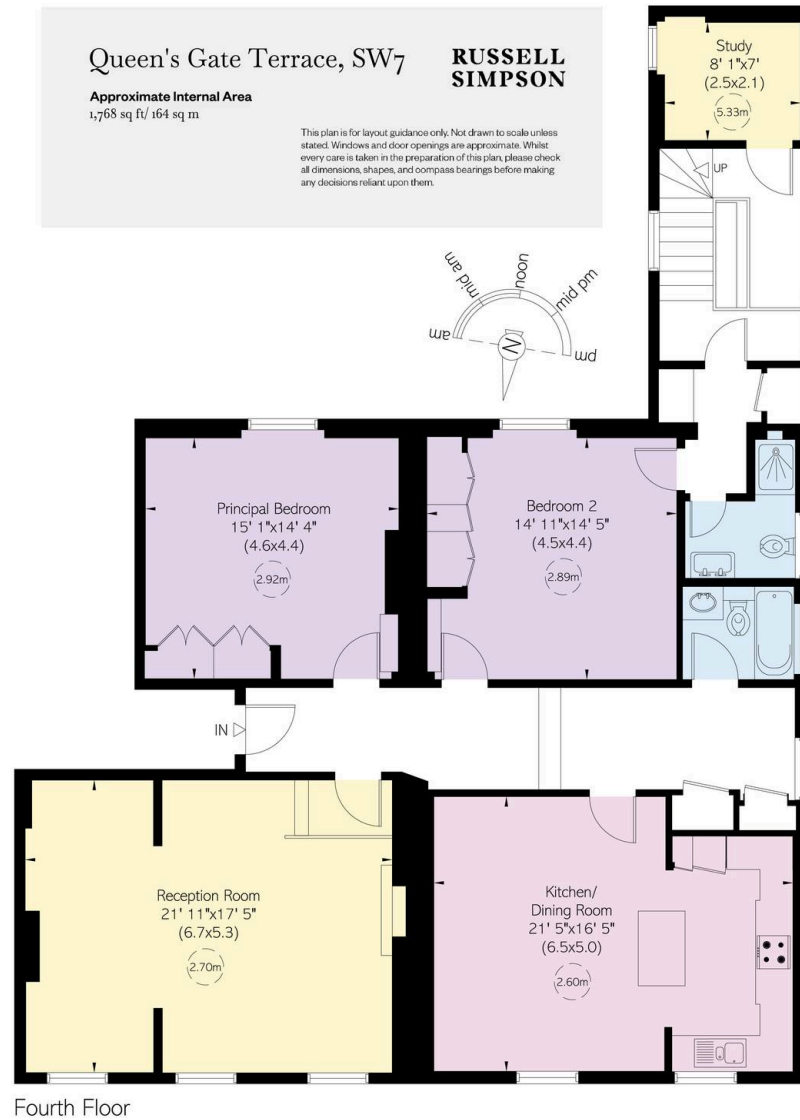 Queen's Gate Terrace, SW7
RUSSELL
SIMPSON
Approximate Internal Area
1,768 sq ft/ 164 sq m
This plan is for layout guidance only. Not drawn to scale unless
stated. Windows and door openings are approximate. Whilst
every care is taken in the preparation of this plan, please check
all dimensions, shapes, and compass bearings before making
any decisions reliant upon them.
Study
8' 1"x7'
(2.5x2.1)
5.33m
UP
am
mid am
noon
mid pm
pm
N
Principal Bedroom
15' 1"x14' 4"
(4.6x4.4)
2.92m
Bedroom 2
14' 11"x14' 5"
(4.5x4.4)
2.89m
IN
Reception Room
21' 11"x17' 5"
(6.7x5.3)
2.70m
Kitchen/
Dining Room
21' 5"x16' 5"
(6.5x5.0)
2.60m
Fourth Floor